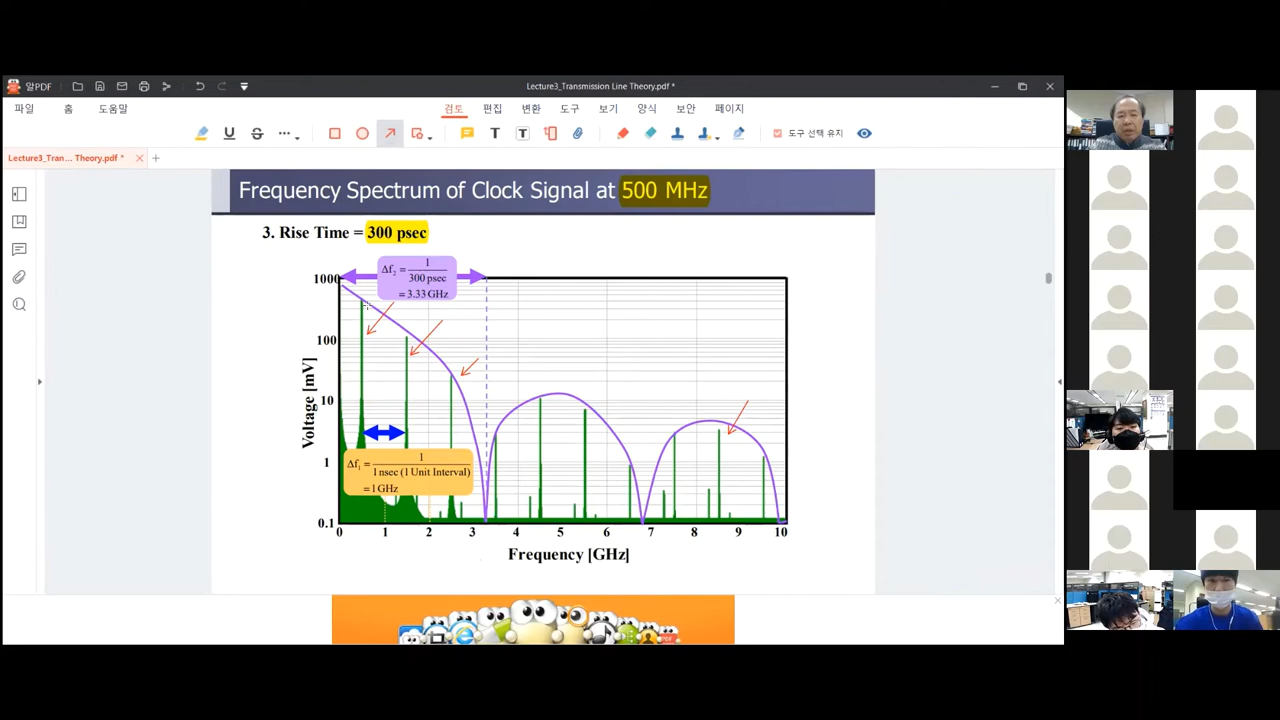 알PDF
Lecture3_Transmission Line Theory.pdf *
파일 홈 도움말 검토 편집 변환 도구 보기 양식 보안 페이지
도구 선택 유지
Lecture3_Tran... Theory.pdf *
Frequency Spectrum of Clock Signal at 500 MHz
3. Rise Time = 300 psec
Δf₂ = 1 / 300 psec
= 3.33 GHz
Voltage [mV]
1000
100
10
1
0.1
Δf₁ = 1 / 1 nsec (1 Unit Interval)
= 1 GHz
0 1 2 3 4 5 6 7 8 9 10
Frequency [GHz]